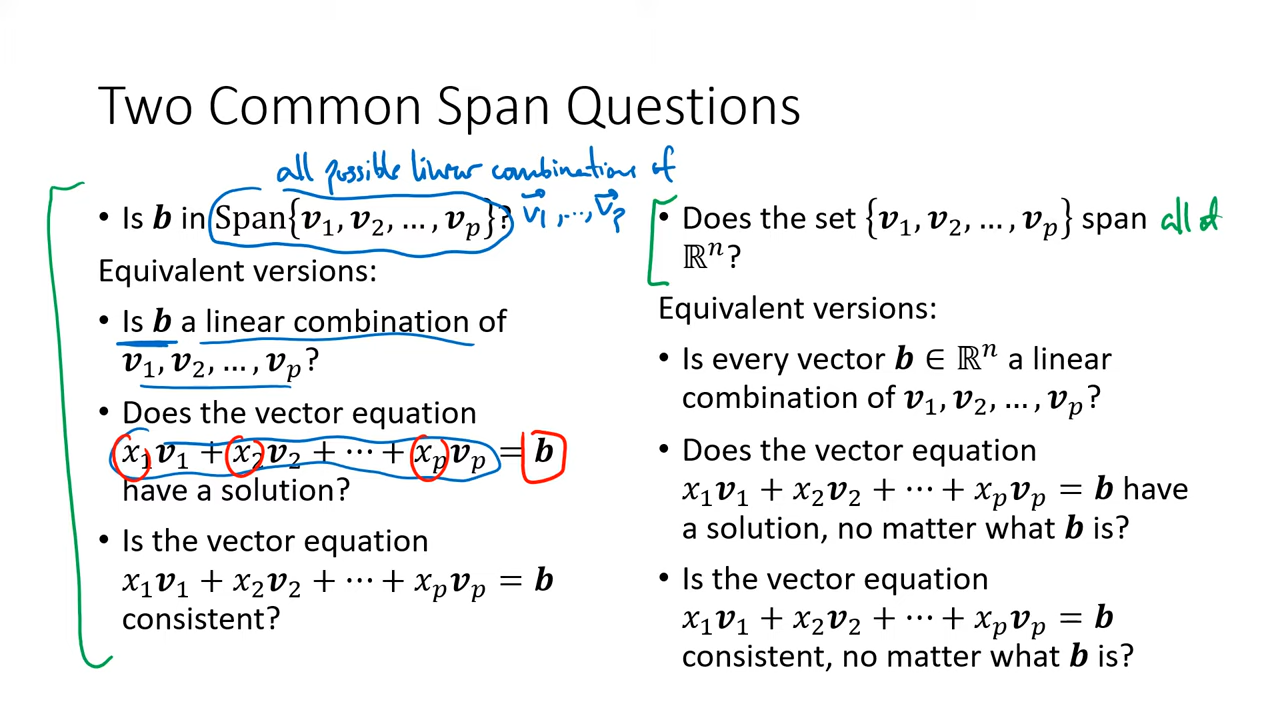 Two Common Span Questions
all possible linear combinations of
• Is 𝒃 in Span{𝒗₁, 𝒗₂, …, 𝒗ₚ}? v⃗₁, ..., v⃗ₚ
Equivalent versions:
• Is 𝒃 a linear combination of
𝒗₁, 𝒗₂, …, 𝒗ₚ?
• Does the vector equation
x₁𝒗₁ + x₂𝒗₂ + ⋯ + xₚ𝒗ₚ = 𝒃
have a solution?
• Is the vector equation
x₁𝒗₁ + x₂𝒗₂ + ⋯ + xₚ𝒗ₚ = 𝒃
consistent?
• Does the set {𝒗₁, 𝒗₂, …, 𝒗ₚ} span all of
ℝⁿ?
Equivalent versions:
• Is every vector 𝒃 ∈ ℝⁿ a linear
combination of 𝒗₁, 𝒗₂, …, 𝒗ₚ?
• Does the vector equation
x₁𝒗₁ + x₂𝒗₂ + ⋯ + xₚ𝒗ₚ = 𝒃 have
a solution, no matter what 𝒃 is?
• Is the vector equation
x₁𝒗₁ + x₂𝒗₂ + ⋯ + xₚ𝒗ₚ = 𝒃
consistent, no matter what 𝒃 is?